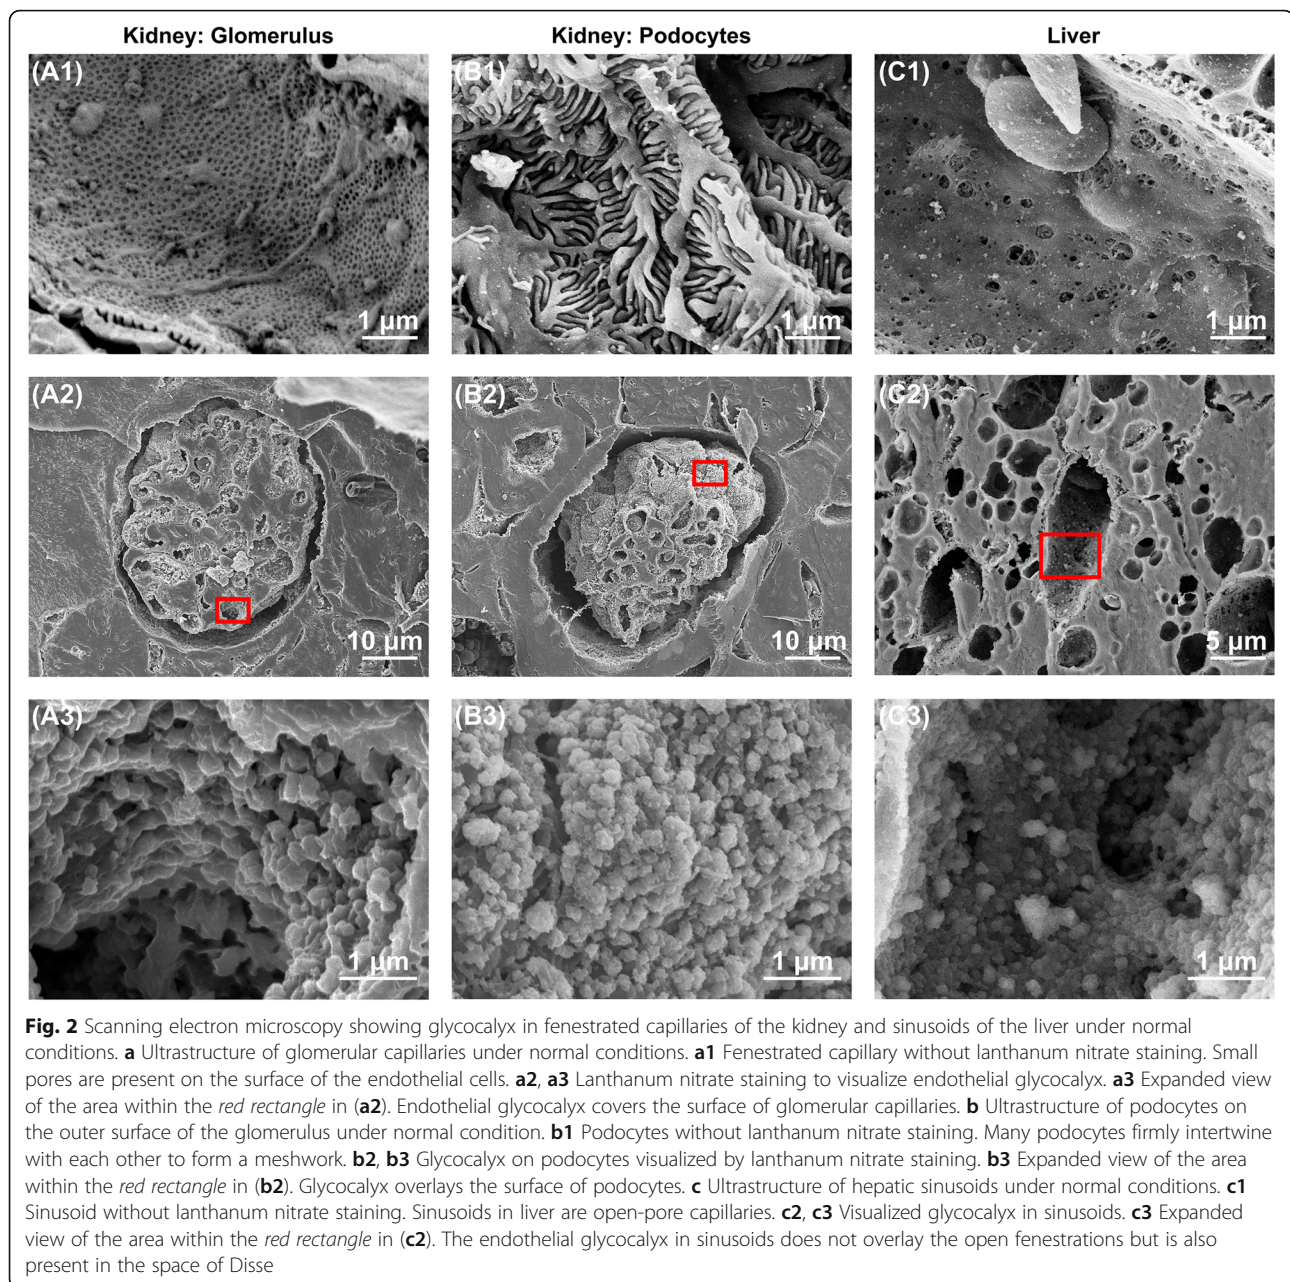 Kidney: Glomerulus Kidney: Podocytes Liver
(A1) (B1) (C1)
1 µm 1 µm 1 µm
(A2) (B2) (C2)
10 µm 10 µm 5 µm
(A3) (B3) (C3)
1 µm 1 µm 1 µm
Fig. 2 Scanning electron microscopy showing glycocalyx in fenestrated capillaries of the kidney and sinusoids of the liver under normal
conditions. a Ultrastructure of glomerular capillaries under normal conditions. a1 Fenestrated capillary without lanthanum nitrate staining. Small
pores are present on the surface of the endothelial cells. a2, a3 Lanthanum nitrate staining to visualize endothelial glycocalyx. a3 Expanded view
of the area within the red rectangle in (a2). Endothelial glycocalyx covers the surface of glomerular capillaries. b Ultrastructure of podocytes on
the outer surface of the glomerulus under normal condition. b1 Podocytes without lanthanum nitrate staining. Many podocytes firmly intertwine
with each other to form a meshwork. b2, b3 Glycocalyx on podocytes visualized by lanthanum nitrate staining. b3 Expanded view of the area
within the red rectangle in (b2). Glycocalyx overlays the surface of podocytes. c Ultrastructure of hepatic sinusoids under normal conditions. c1
Sinusoid without lanthanum nitrate staining. Sinusoids in liver are open-pore capillaries. c2, c3 Visualized glycocalyx in sinusoids. c3 Expanded
view of the area within the red rectangle in (c2). The endothelial glycocalyx in sinusoids does not overlay the open fenestrations but is also
present in the space of Disse